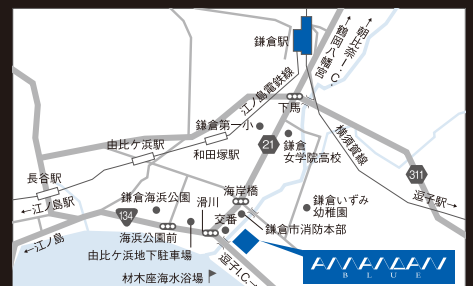 鎌倉駅
←朝比奈I.C.
←鶴岡八幡宮
江ノ島電鉄線
下馬
鎌倉第一小
横須賀線
由比ケ浜駅
和田塚駅
21
鎌倉
女学院高校
311
長谷駅
←江ノ島駅
逗子駅→
鎌倉海浜公園
滑川
海岸橋
鎌倉いずみ
幼稚園
134
交番
鎌倉市消防本部
←江ノ島
海浜公園前
由比ケ浜地下駐車場
逗子I.C.→
材木座海水浴場
AMANDAN
BLUE